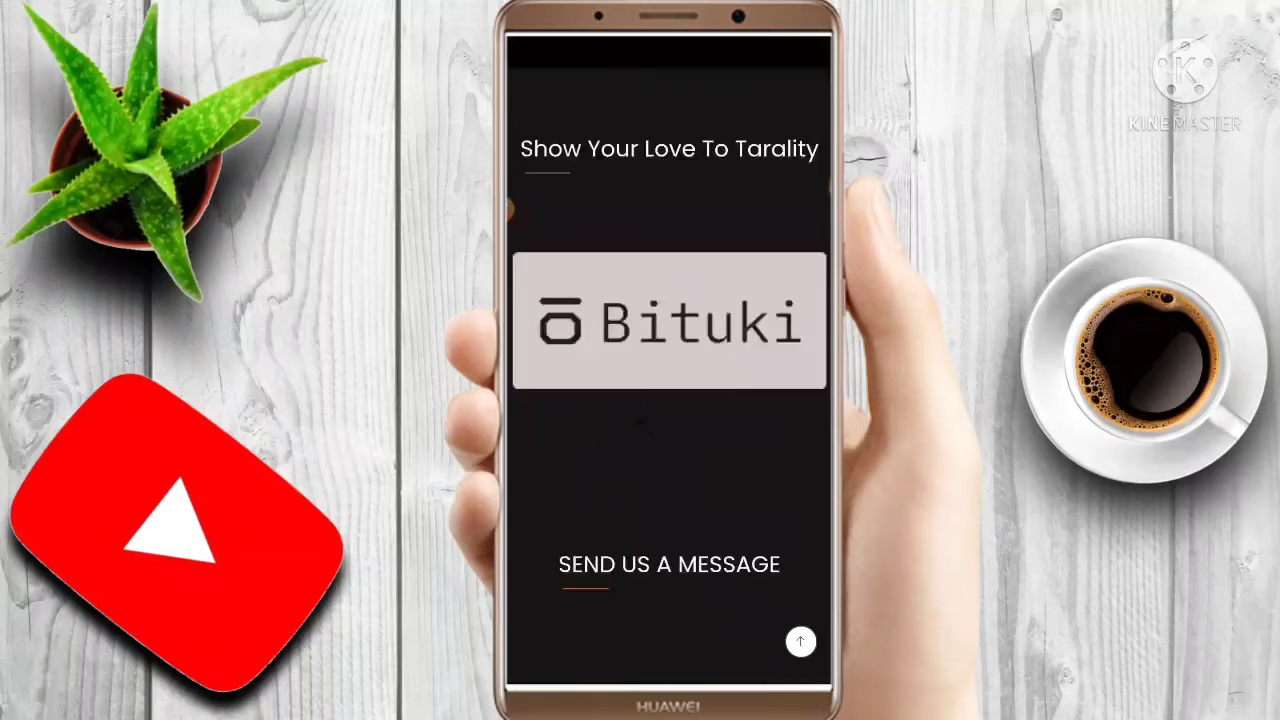 KINEMASTER
Show Your Love To Tarality
Bituki
SEND US A MESSAGE
HUAWEI